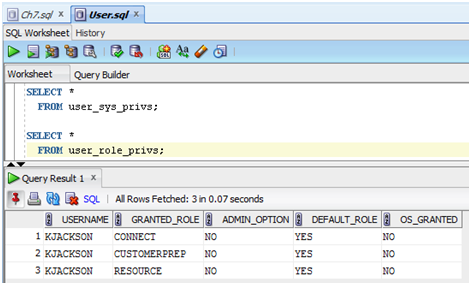 Ch7.sql x User.sql x
SQL Worksheet History
Worksheet Query Builder
SELECT *
FROM user_sys_privs;
SELECT *
FROM user_role_privs;
Query Result 1 x
SQL | All Rows Fetched: 3 in 0.07 seconds
USERNAME GRANTED_ROLE ADMIN_OPTION DEFAULT_ROLE OS_GRANTED
1 KJACKSON CONNECT NO YES NO
2 KJACKSON CUSTOMERPREP NO YES NO
3 KJACKSON RESOURCE NO YES NO